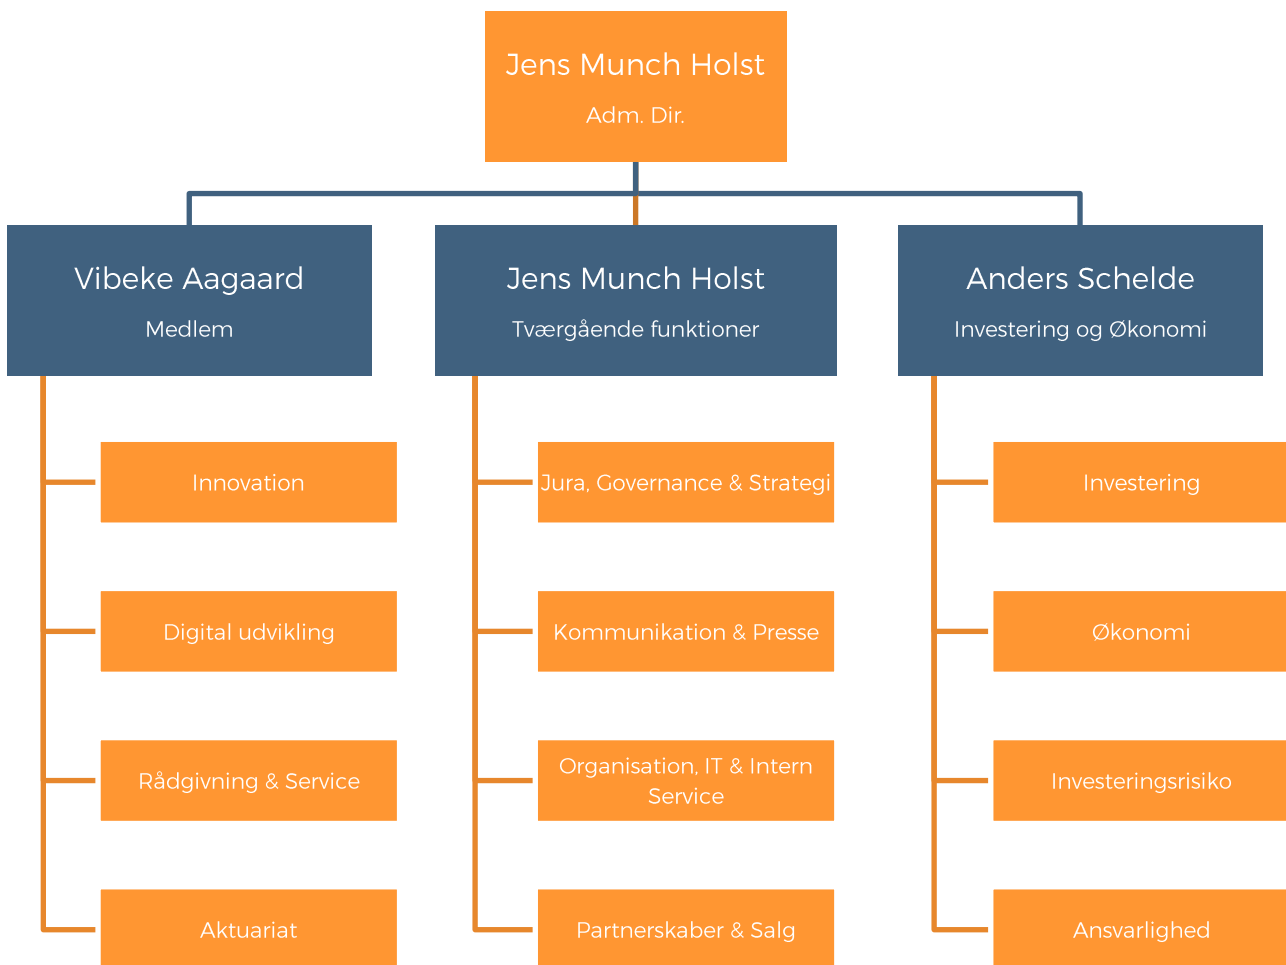 Jens Munch Holst
Adm. Dir.
Vibeke Aagaard
Medlem
Jens Munch Holst
Tværgående funktioner
Anders Schelde
Investering og Økonomi
Innovation
Digital udvikling
Rådgivning & Service
Aktuariat
Jura, Governance & Strategi
Kommunikation & Presse
Organisation, IT & Intern
Service
Partnerskaber & Salg
Investering
Økonomi
Investeringsrisiko
Ansvarlighed